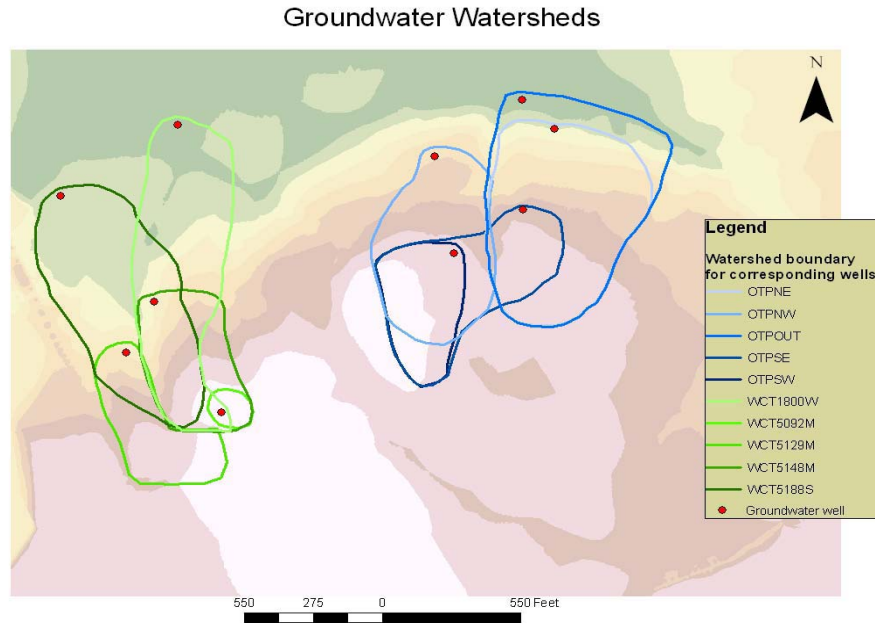 Groundwater Watersheds
N
Legend
Watershed boundary
for corresponding wells
OTPNE
OTPNW
OTPOUT
OTPSE
OTPSW
WCT1800W
WCT5092M
WCT5129M
WCT5148M
WCT5188S
Groundwater well
550 275 0 550 Feet